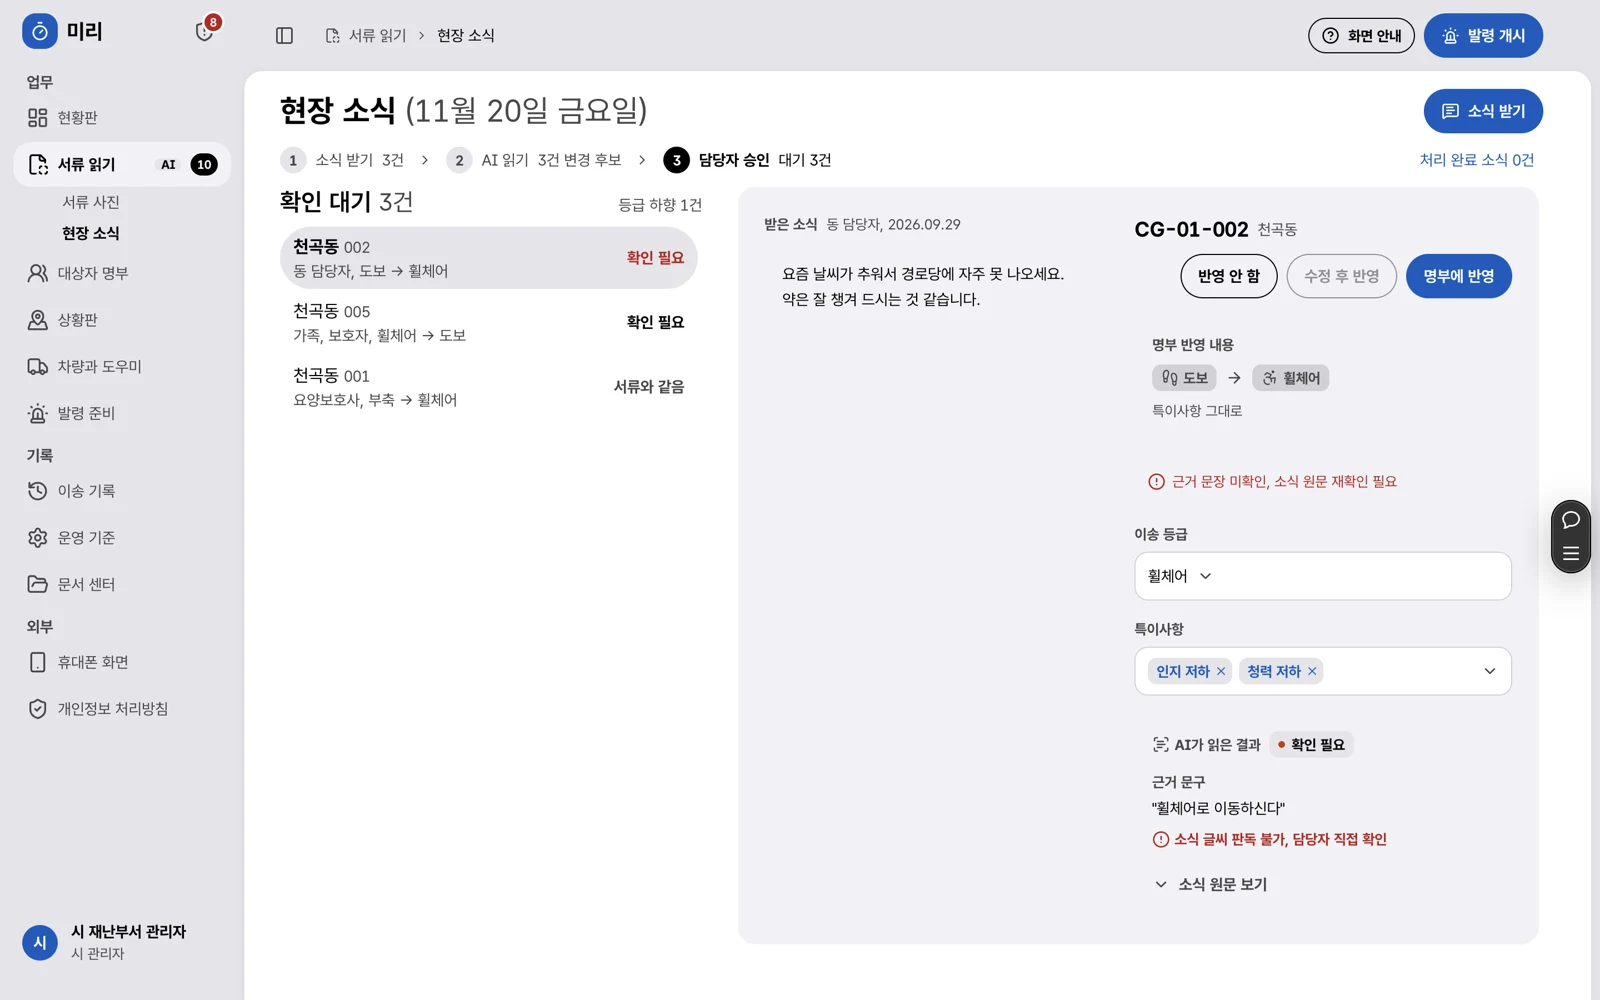 미리
8
업무
현황판
서류 읽기 AI 10
서류 사진
현장 소식
대상자 명부
상황판
차량과 도우미
발령 준비
기록
이송 기록
운영 기준
문서 센터
외부
휴대폰 화면
개인정보 처리방침
시
시 재난부서 관리자
시 관리자
서류 읽기 > 현장 소식
화면 안내
발령 개시
현장 소식 (11월 20일 금요일)
소식 받기
1 소식 받기 3건 > 2 AI 읽기 3건 변경 후보 > 3 담당자 승인 대기 3건
처리 완료 소식 0건
확인 대기 3건
등급 하향 1건
천곡동 002
동 담당자, 도보 → 휠체어
확인 필요
천곡동 005
가족, 보호자, 휠체어 → 도보
확인 필요
천곡동 001
요양보호사, 부축 → 휠체어
서류와 같음
받은 소식 동 담당자, 2026.09.29
요즘 날씨가 추워서 경로당에 자주 못 나오세요.
약은 잘 챙겨 드시는 것 같습니다.
CG-01-002 천곡동
반영 안 함
수정 후 반영
명부에 반영
명부 반영 내용
도보 → 휠체어
특이사항 그대로
근거 문장 미확인, 소식 원문 재확인 필요
이송 등급
휠체어
특이사항
인지 저하 × 청력 저하 ×
AI가 읽은 결과 확인 필요
근거 문구
"휠체어로 이동하신다"
소식 글씨 판독 불가, 담당자 직접 확인
소식 원문 보기